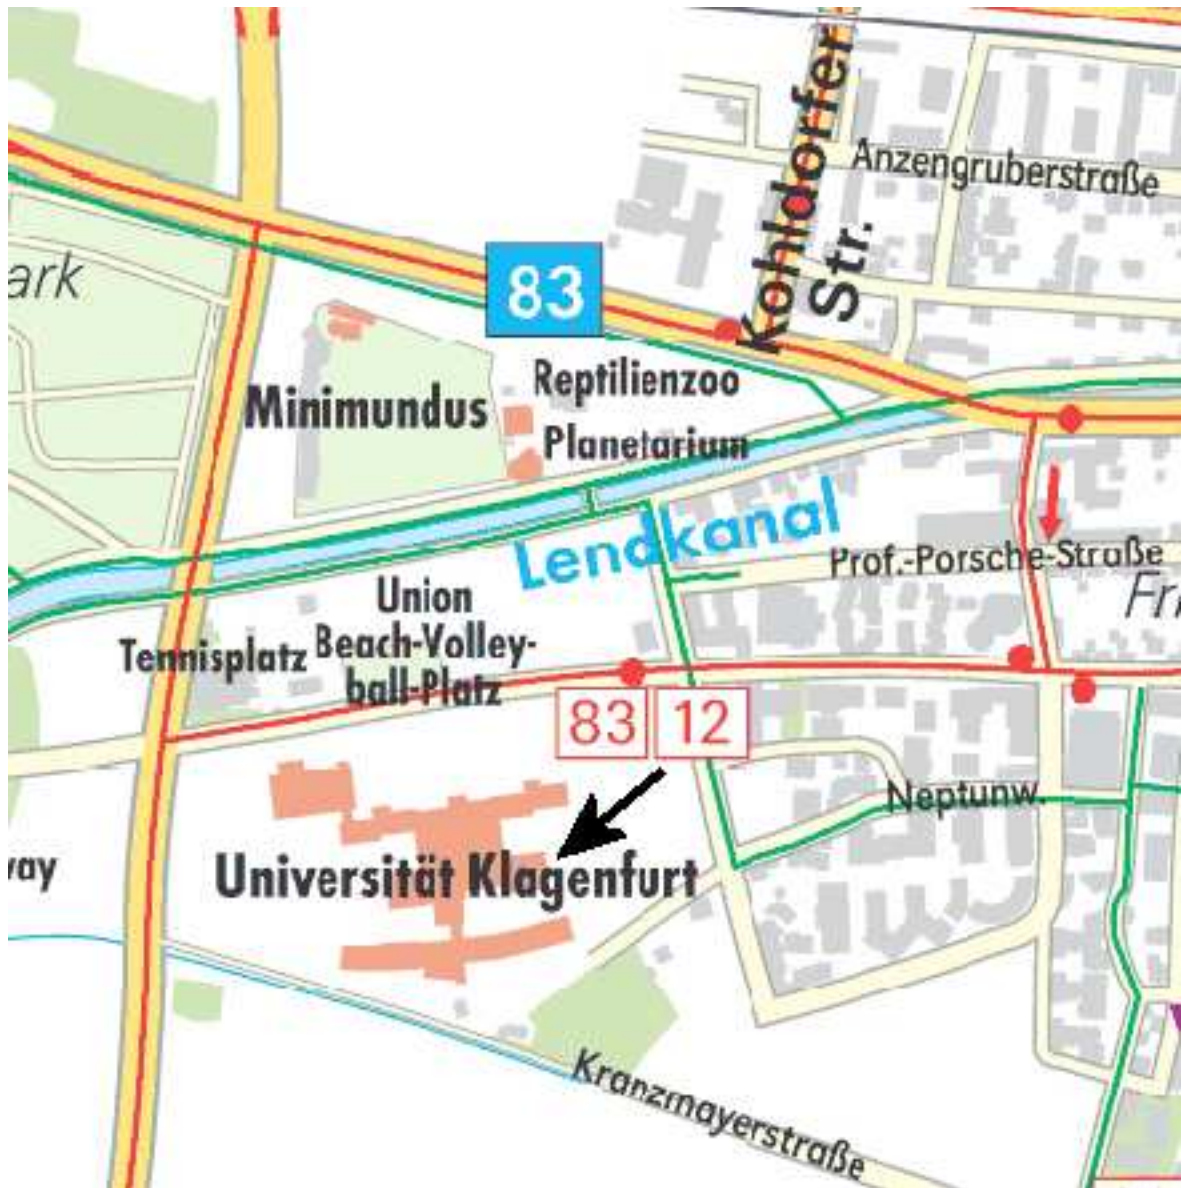 Kohldorfer
Str.
Anzengruberstraße
ark
83
Reptilienzoo
Minimundus
Planetarium
Lendkanal
Prof.-Porsche-Straße
Fri
Union
Tennisplatz Beach-Volley-
ball-Platz
83 12
Neptunw.
way
Universität Klagenfurt
Kranzmayerstraße